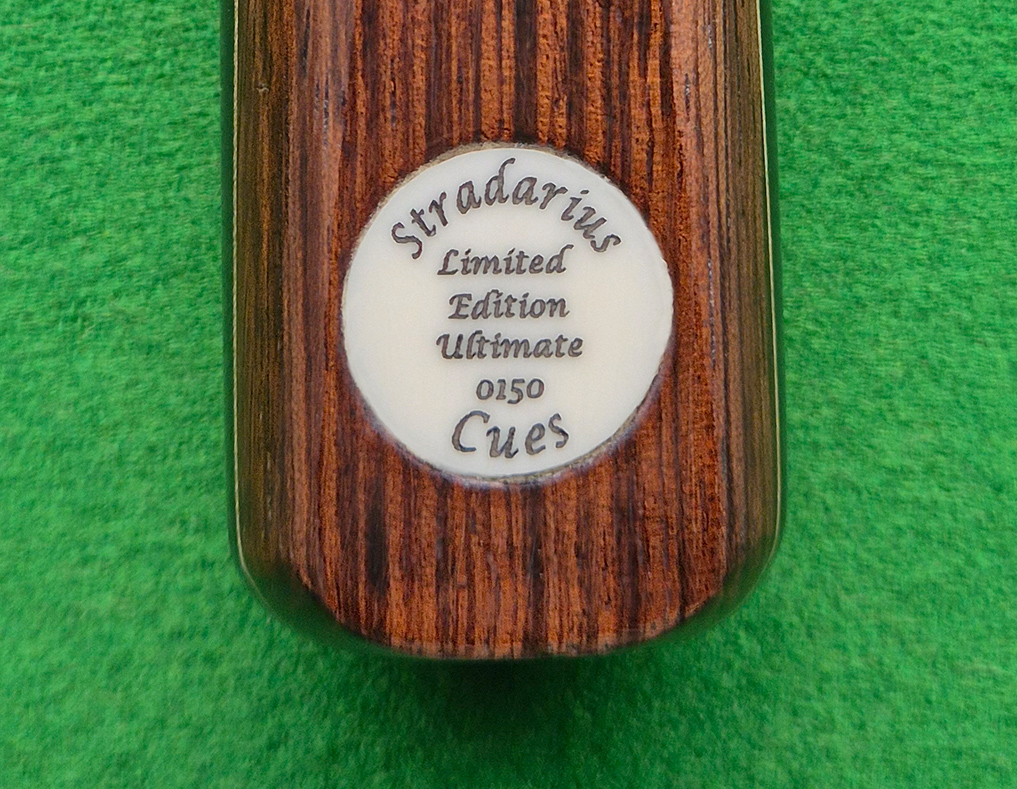 Stradarius
Limited
Edition
Ultimate
0150
Cues